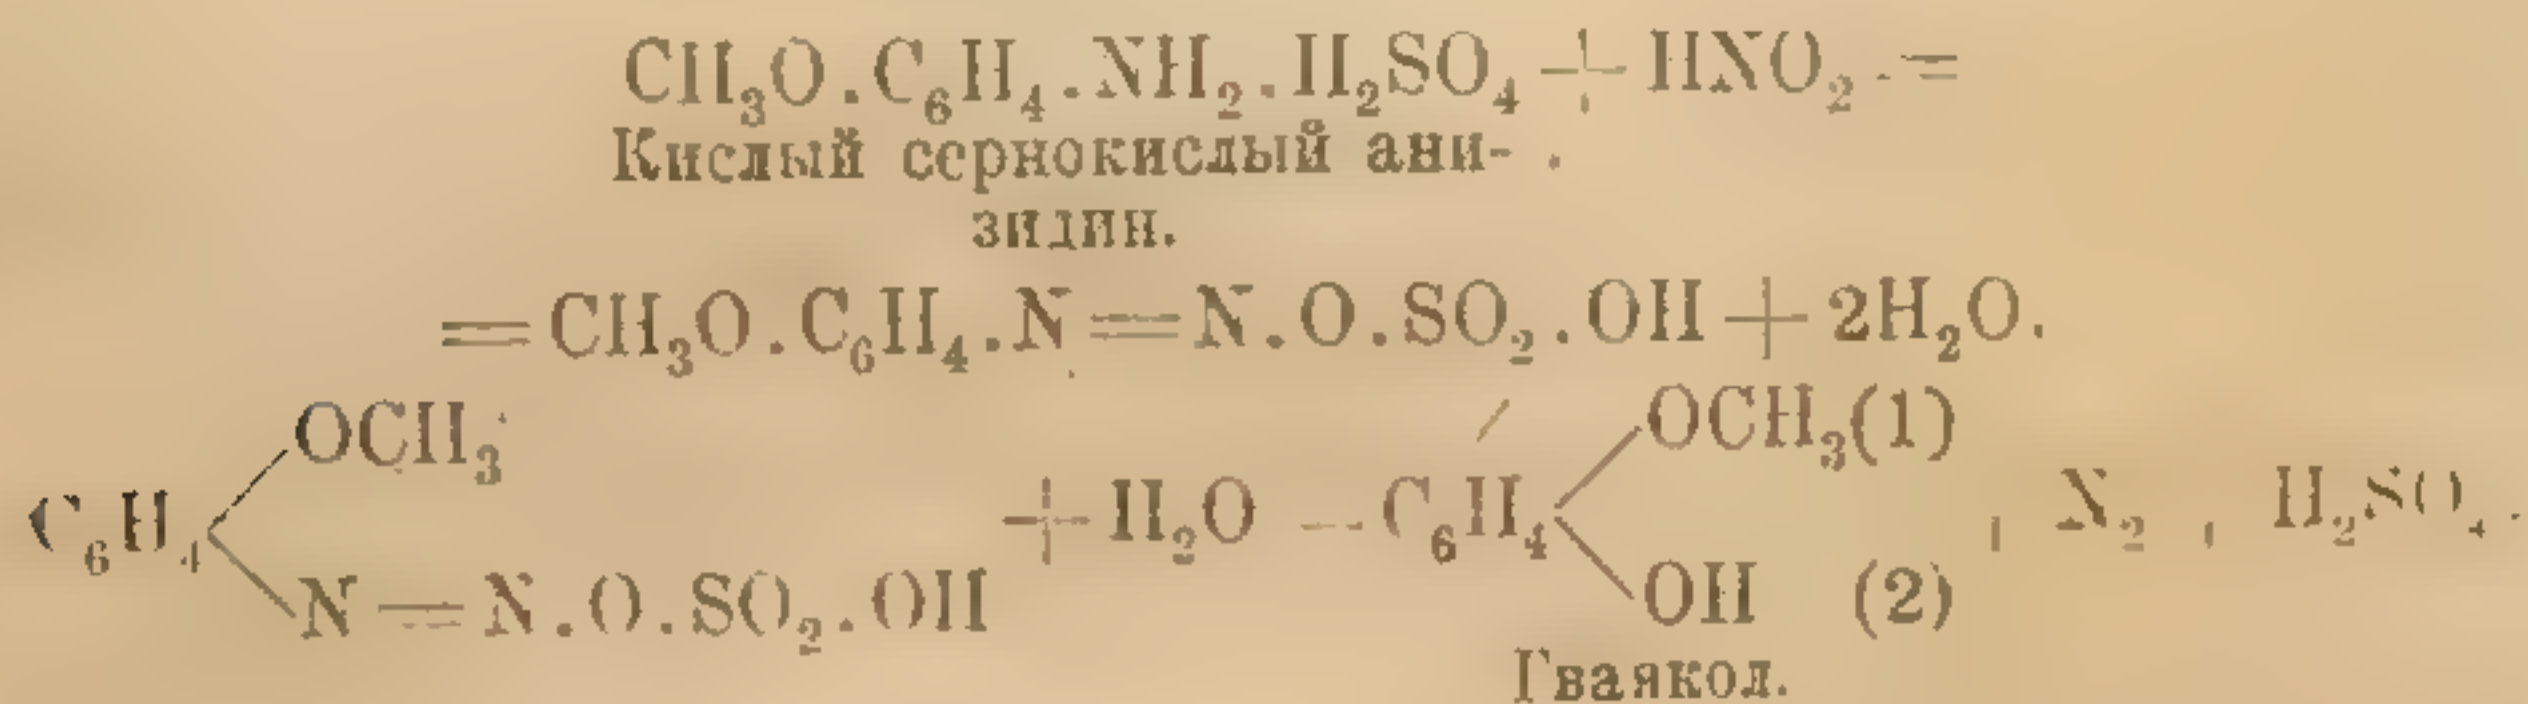 CH₃O.C₆H₄.NH₂.H₂SO₄ + HNO₂ =
Кислый сернокислый ани-
зидин.
= CH₃O.C₆H₄.N = N.O.SO₂.OH + 2H₂O.
OCH₃ OCH₃(1)
C₆H₄ + H₂O = C₆H₄ + N₂ + H₂SO₄.
N = N.O.SO₂.OH OH (2)
Гваякол.